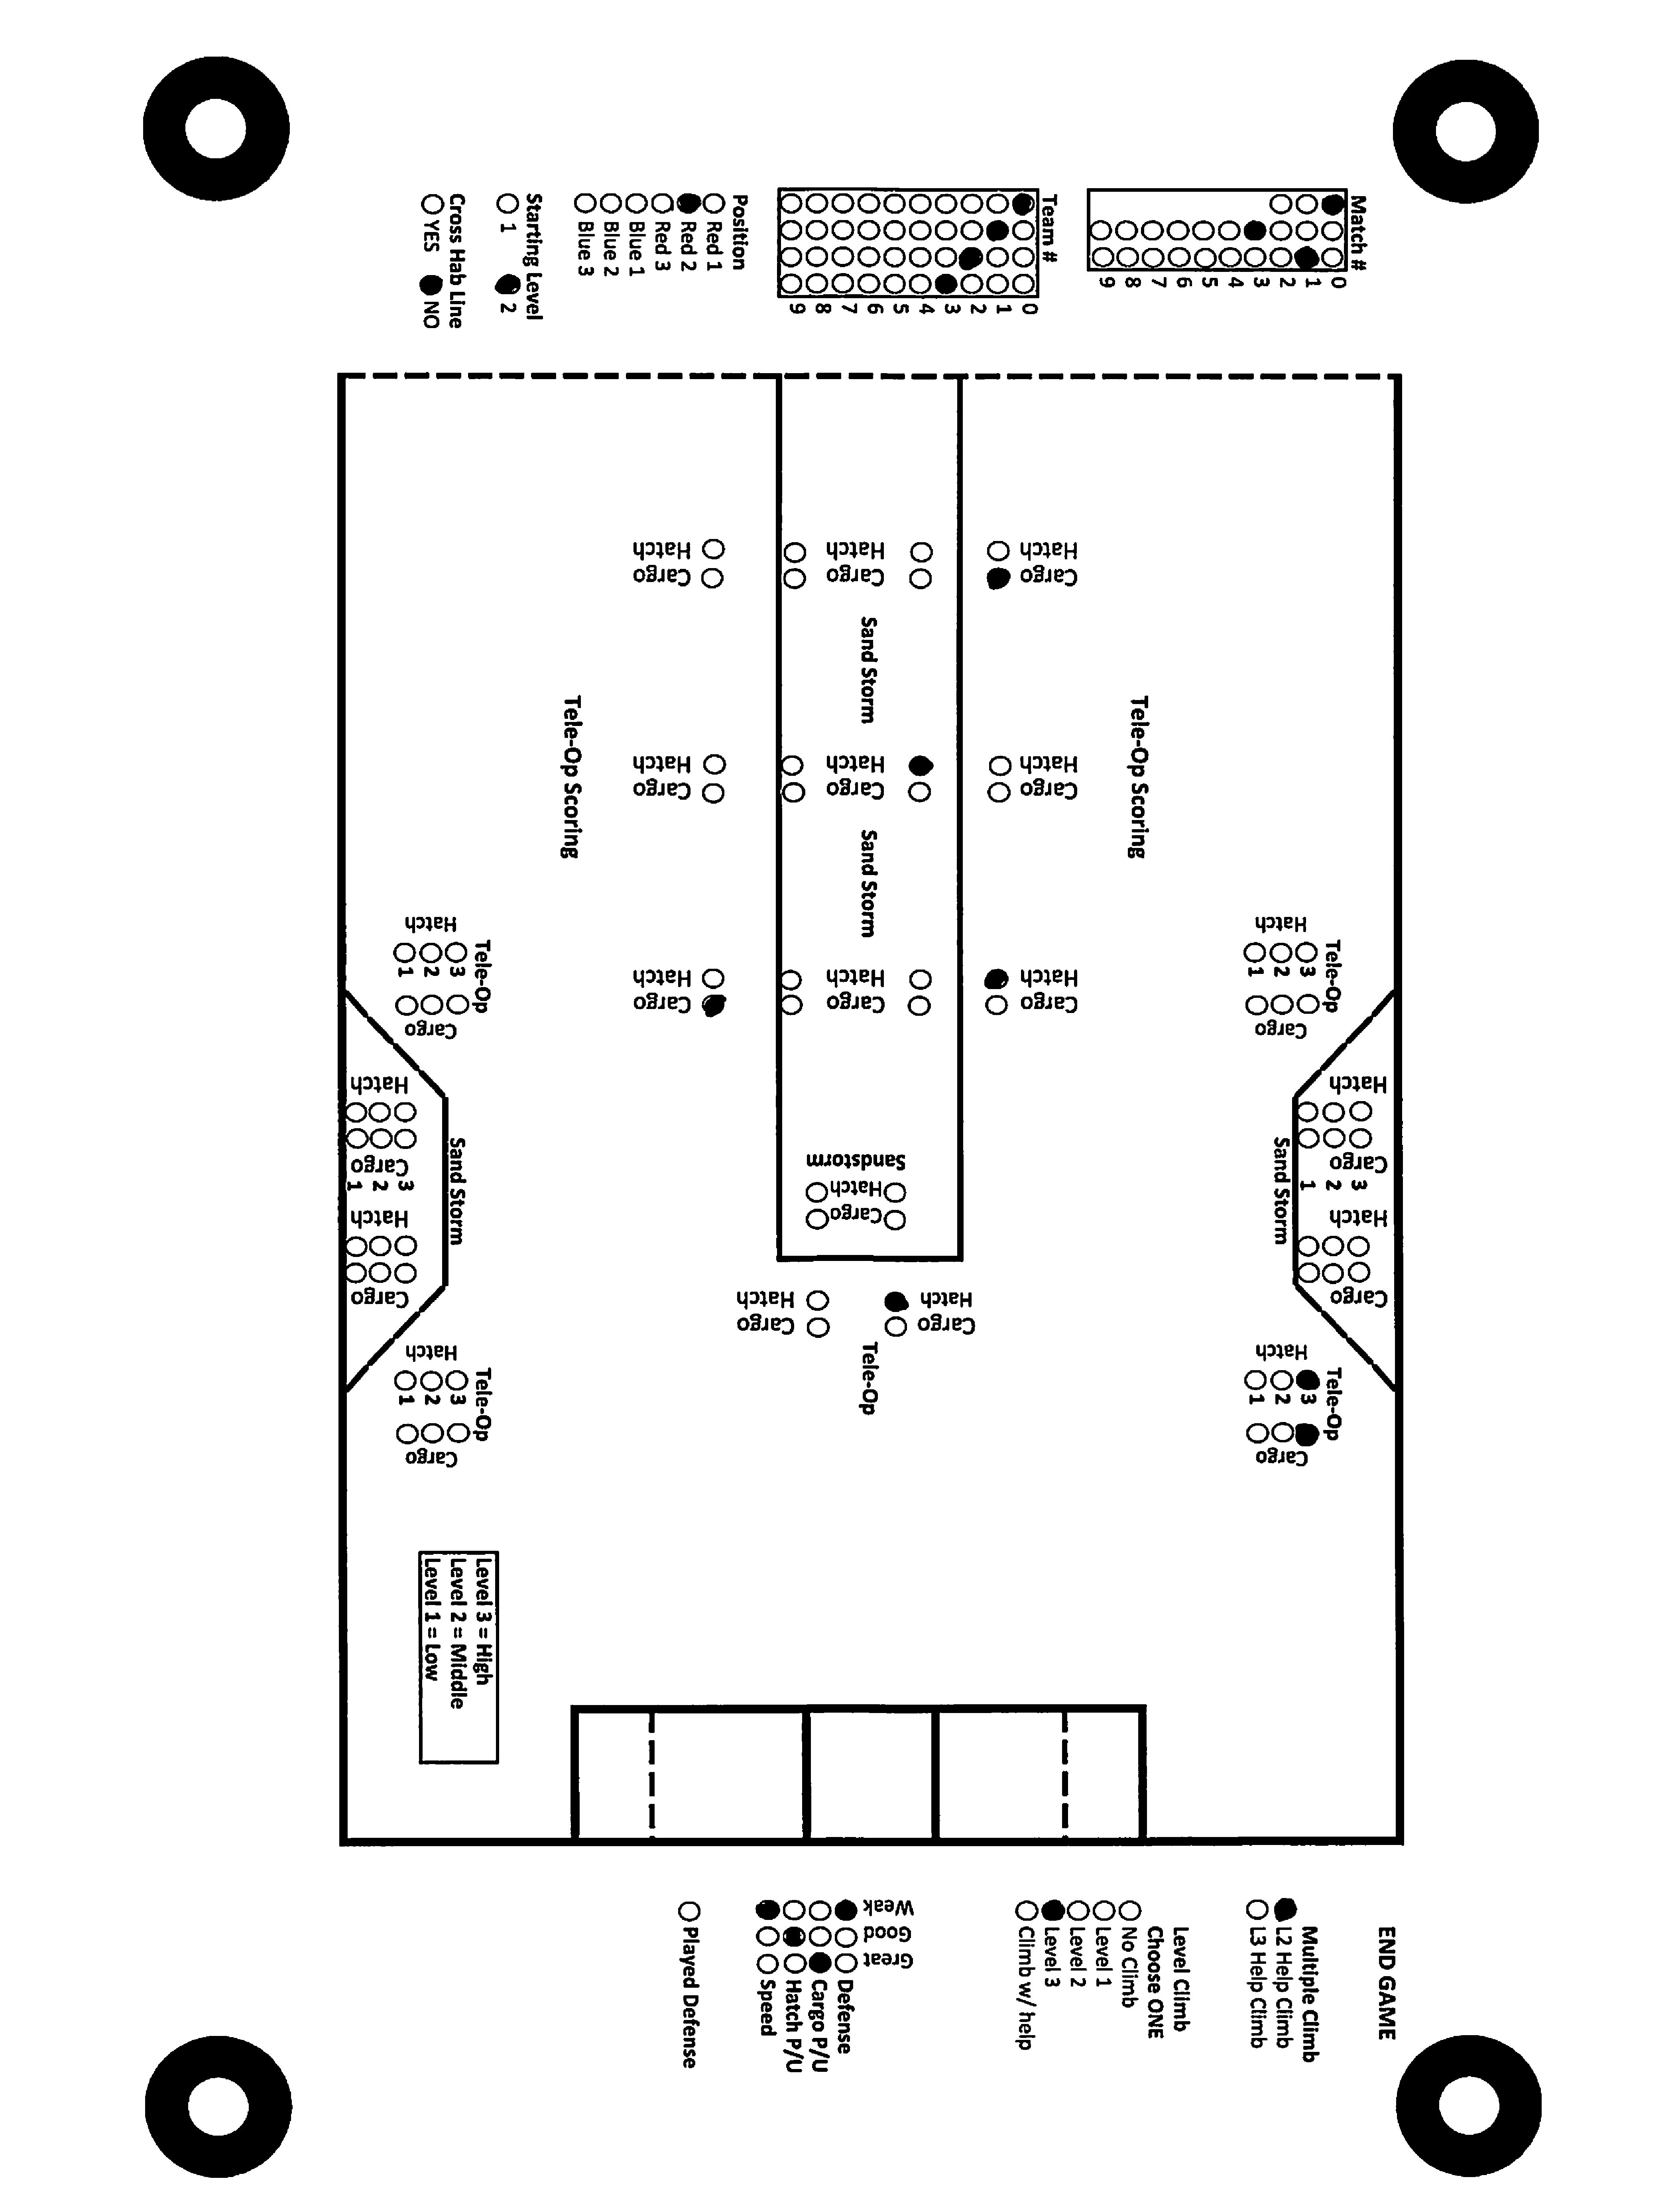 Match #
0
1
2
3
4
5
6
7
8
9
Team #
0
1
2
3
4
5
6
7
8
9
Position
Red 1
Red 2
Red 3
Blue 1
Blue 2
Blue 3
Starting Level
1 2
Cross Hab Line
YES NO
Hatch
Cargo
Hatch
Cargo
3
2
1
Sand Storm
Tele-Op
Hatch
3
2
1
Cargo
Tele-Op
Hatch
3
2
1
Cargo
Tele-Op Scoring
Hatch
Cargo
Hatch
Cargo
Hatch
Cargo
Hatch
Cargo
Sand Storm
Hatch
Cargo
Sand Storm
Hatch
Cargo
Sandstorm
Hatch
Cargo
Hatch
Cargo
Tele-Op
Hatch
Cargo
Hatch
Cargo
Hatch
Cargo
Hatch
Cargo
Tele-Op Scoring
Tele-Op
Hatch
3
2
1
Cargo
Tele-Op
Hatch
3
2
1
Cargo
Sand Storm
Hatch
Cargo
3
2
1
Hatch
Cargo
Level 3 = High
Level 2 = Middle
Level 1 = Low
END GAME
Multiple Climb
L2 Help Climb
L3 Help Climb
Level Climb
Choose ONE
No Climb
Level 1
Level 2
Level 3
Climb w/ help
Weak
Good
Great
Defense
Cargo P/U
Hatch P/U
Speed
Played Defense